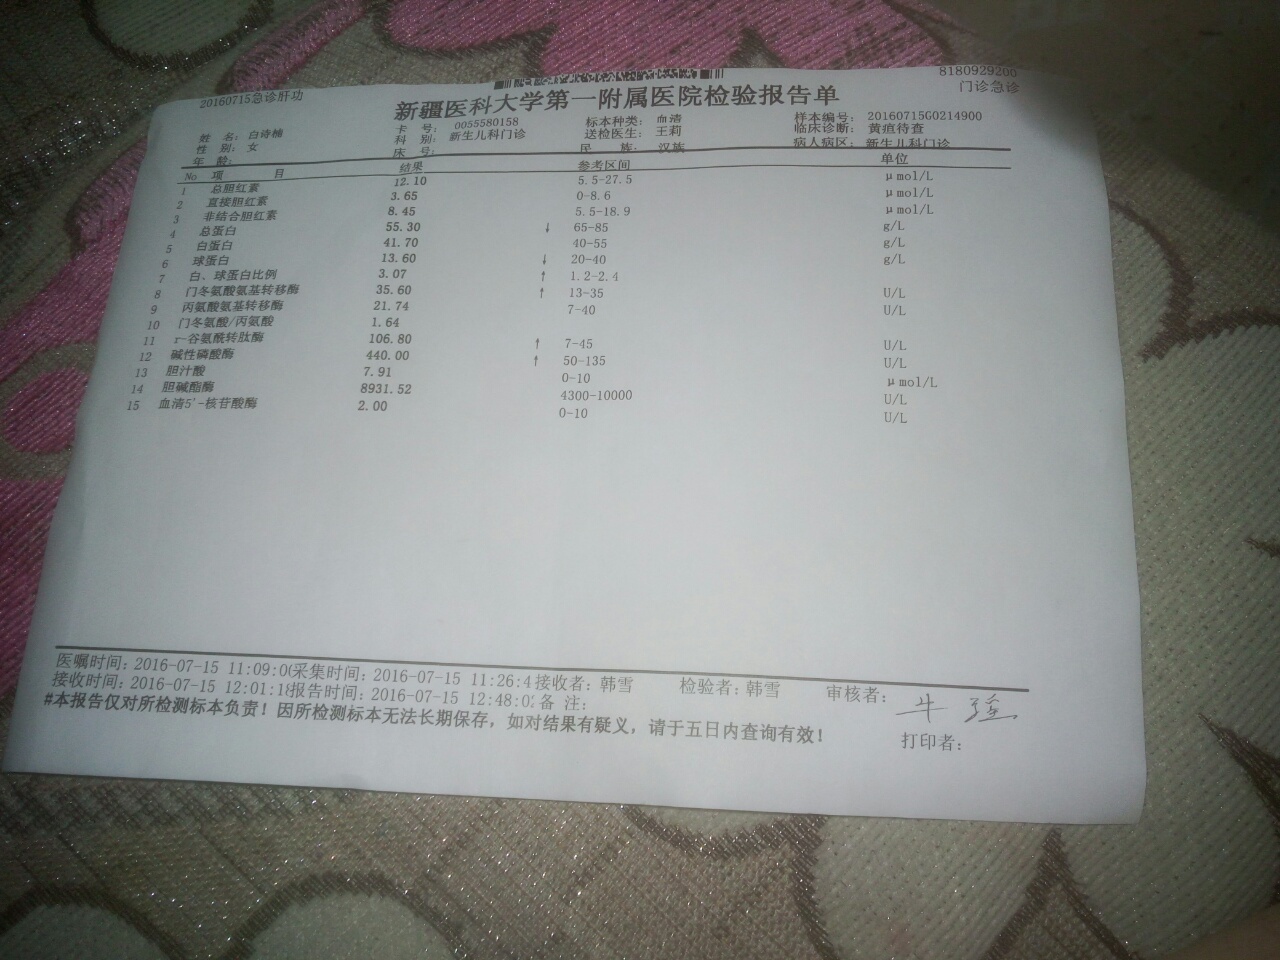 8180929200
20160715急诊肝功
门诊急诊
新疆医科大学第一附属医院检验报告单
姓 名: 白诗楠 卡 号: 0055580158 标本种类: 血清 样本编号: 20160715G0214900
性 别: 女 科 别: 新生儿科门诊 送检医生: 王莉 临床诊断: 黄疸待查
年 龄: 床 号: 民 族: 汉族 病人病区: 新生儿科门诊
No 项 目 结果 参考区间 单位
1 总胆红素 12.10 5.5-27.5 μmol/L
2 直接胆红素 3.65 0-8.6 μmol/L
3 非结合胆红素 8.45 5.5-18.9 μmol/L
4 总蛋白 55.30 ↓ 65-85 g/L
5 白蛋白 41.70 40-55 g/L
6 球蛋白 13.60 ↓ 20-40 g/L
7 白、球蛋白比例 3.07 ↑ 1.2-2.4
8 门冬氨酸氨基转移酶 35.60 ↑ 13-35 U/L
9 丙氨酸氨基转移酶 21.74 7-40 U/L
10 门冬氨酸/丙氨酸 1.64
11 r-谷氨酰转肽酶 106.80 ↑ 7-45 U/L
12 碱性磷酸酶 440.00 ↑ 50-135 U/L
13 胆汁酸 7.91 0-10 μmol/L
14 胆碱酯酶 8931.52 4300-10000 U/L
15 血清5'-核苷酸酶 2.00 0-10 U/L
医嘱时间: 2016-07-15 11:09:0 采集时间: 2016-07-15 11:26:4 接收者: 韩雪 检验者: 韩雪 审核者:
接收时间: 2016-07-15 12:01:18 报告时间: 2016-07-15 12:48:0 备 注:
#本报告仅对所检测标本负责! 因所检测标本无法长期保存, 如对结果有疑义, 请于五日内查询有效!
打印者: